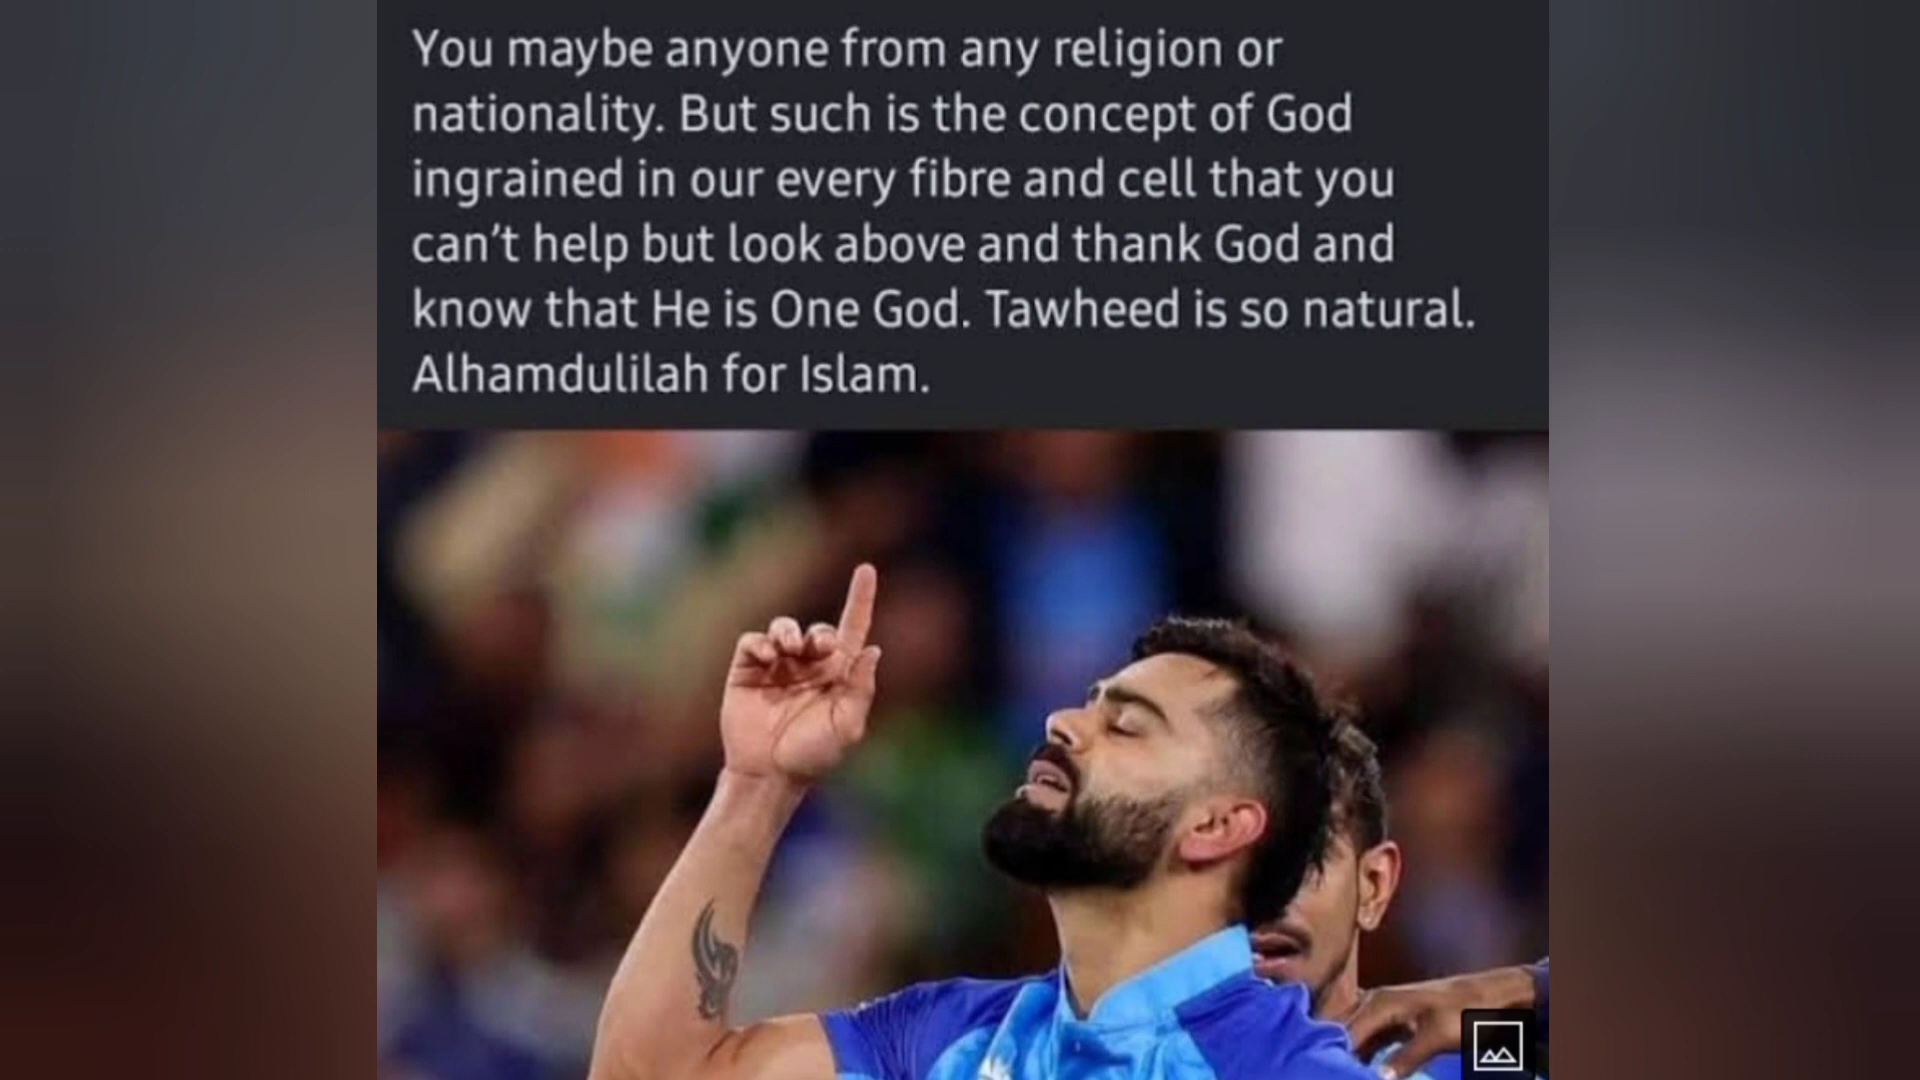 You maybe anyone from any religion or
nationality. But such is the concept of God
ingrained in our every fibre and cell that you
can't help but look above and thank God and
know that He is One God. Tawheed is so natural.
Alhamdulilah for Islam.